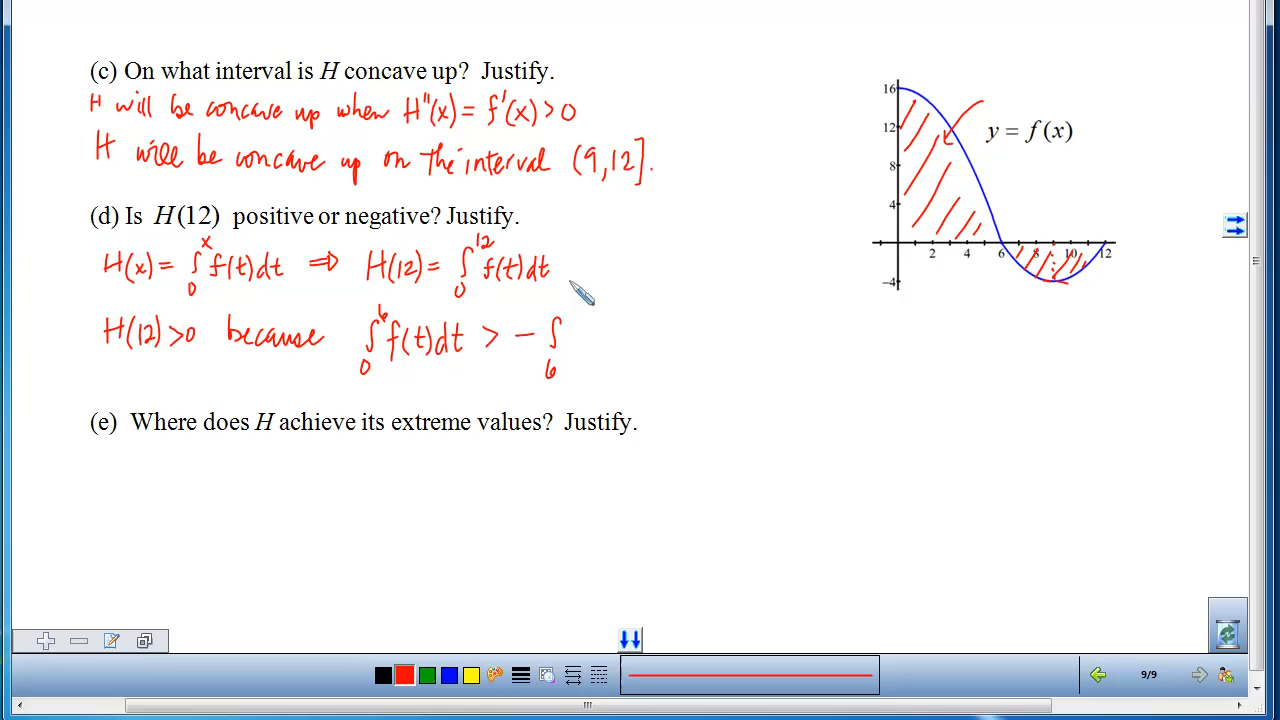 (c) On what interval is H concave up? Justify.
H will be concave up when H"(x) = f'(x) > 0
H will be concave up on the interval (9,12].
(d) Is H(12) positive or negative? Justify.
H(x) = ∫₀ˣ f(t)dt ⇒ H(12) = ∫₀¹² f(t)dt
H(12) > 0 because ∫₀⁶ f(t)dt > - ∫₆
(e) Where does H achieve its extreme values? Justify.
16
12
8
4
-4
2 4 6 8 10 12
y = f(x)
9/9